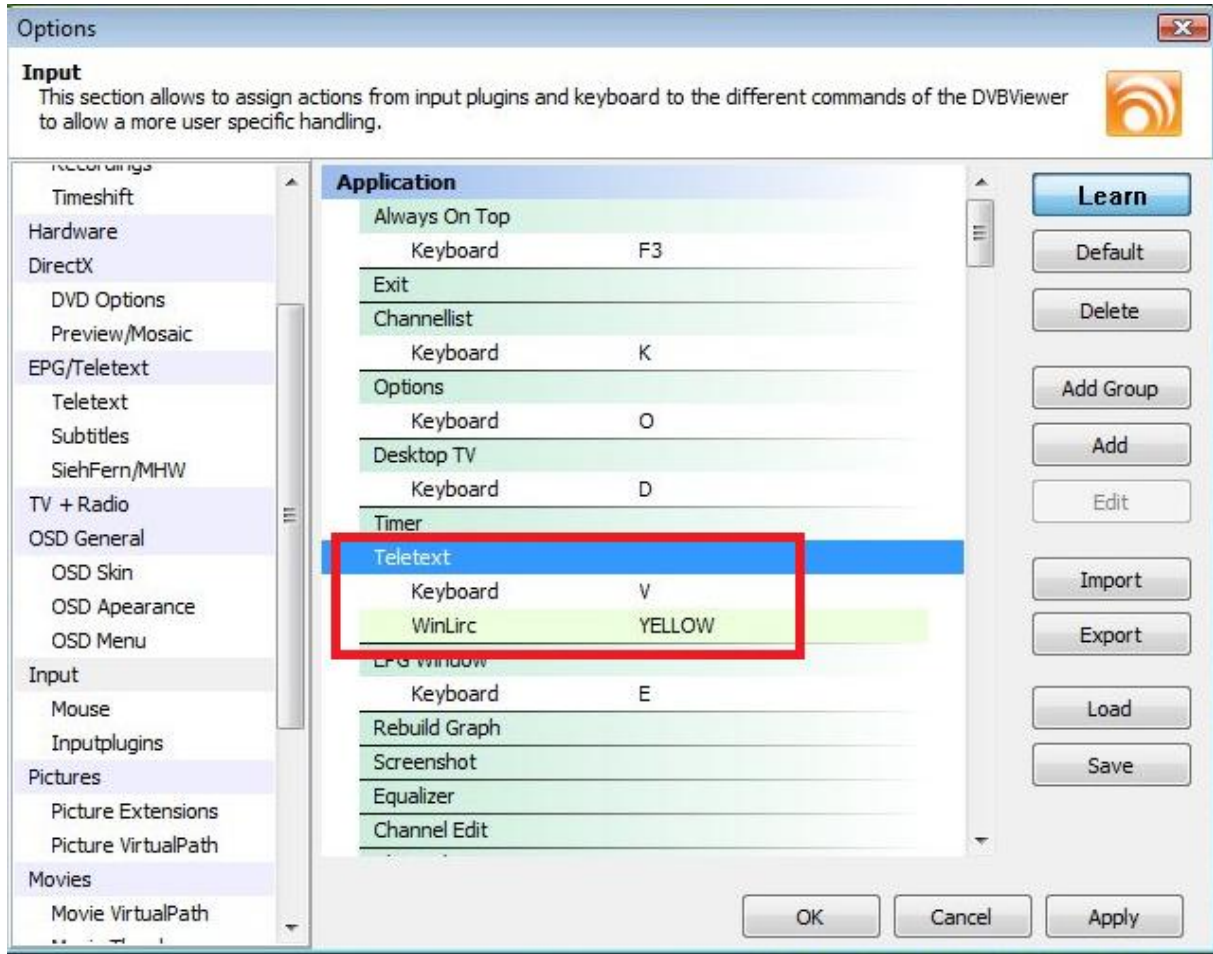 Options
Input
This section allows to assign actions from input plugins and keyboard to the different commands of the DVBViewer
to allow a more user specific handling.
Recordings
Timeshift
Hardware
DirectX
DVD Options
Preview/Mosaic
EPG/Teletext
Teletext
Subtitles
SiehFern/MHW
TV + Radio
OSD General
OSD Skin
OSD Apearance
OSD Menu
Input
Mouse
Inputplugins
Pictures
Picture Extensions
Picture VirtualPath
Movies
Movie VirtualPath
Application
Always On Top
Keyboard F3
Exit
Channellist
Keyboard K
Options
Keyboard O
Desktop TV
Keyboard D
Timer
Teletext
Keyboard V
WinLirc YELLOW
EPG Window
Keyboard E
Rebuild Graph
Screenshot
Equalizer
Channel Edit
Learn
Default
Delete
Add Group
Add
Edit
Import
Export
Load
Save
OK Cancel Apply